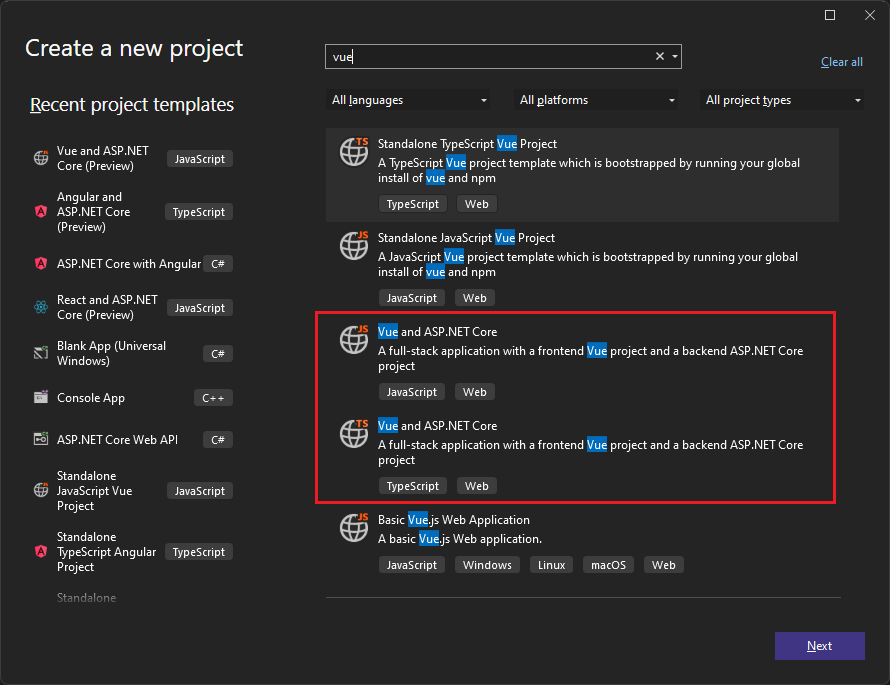 Create a new project
vue
Clear all
Recent project templates
All languages
All platforms
All project types
Vue and ASP.NET
Core (Preview)
JavaScript
Angular and
ASP.NET Core
(Preview)
TypeScript
ASP.NET Core with Angular
C#
React and ASP.NET
Core (Preview)
JavaScript
Blank App (Universal
Windows)
C#
Console App
C++
ASP.NET Core Web API
C#
Standalone
JavaScript Vue
Project
JavaScript
Standalone
TypeScript Angular
Project
TypeScript
Standalone
TS
Standalone TypeScript Vue Project
A TypeScript Vue project template which is bootstrapped by running your global
install of vue and npm
TypeScript
Web
JS
Standalone JavaScript Vue Project
A JavaScript Vue project template which is bootstrapped by running your global
install of vue and npm
JavaScript
Web
JS
Vue and ASP.NET Core
A full-stack application with a frontend Vue project and a backend ASP.NET Core
project
JavaScript
Web
TS
Vue and ASP.NET Core
A full-stack application with a frontend Vue project and a backend ASP.NET Core
project
TypeScript
Web
JS
Basic Vue.js Web Application
A basic Vue.js Web application.
JavaScript
Windows
Linux
macOS
Web
Next